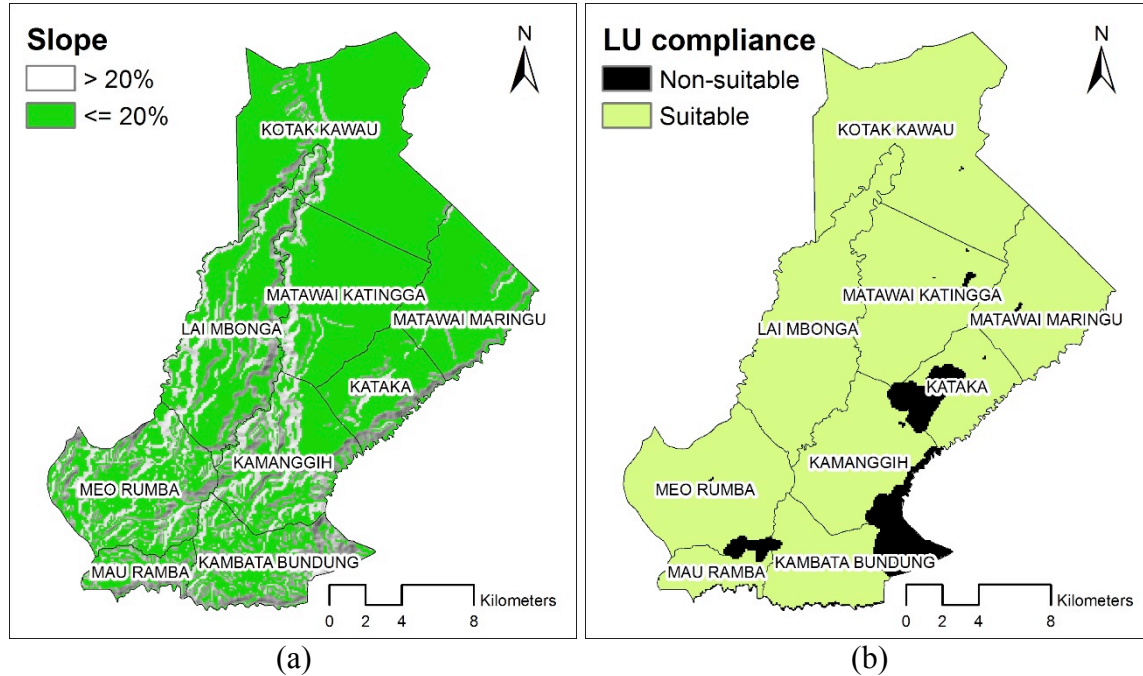 Slope
> 20%
<= 20%
N
KOTAK KAWAU
MATAWAI KATINGGA
LAI MBONGA
MATAWAI MARINGU
KATAKA
KAMANGGIH
MEO RUMBA
MAU RAMBA
KAMBATA BUNDUNG
Kilometers
0 2 4 8
(a)
LU compliance
Non-suitable
Suitable
N
KOTAK KAWAU
MATAWAI KATINGGA
LAI MBONGA
MATAWAI MARINGU
KATAKA
KAMANGGIH
MEO RUMBA
MAU RAMBA
KAMBATA BUNDUNG
Kilometers
0 2 4 8
(b)